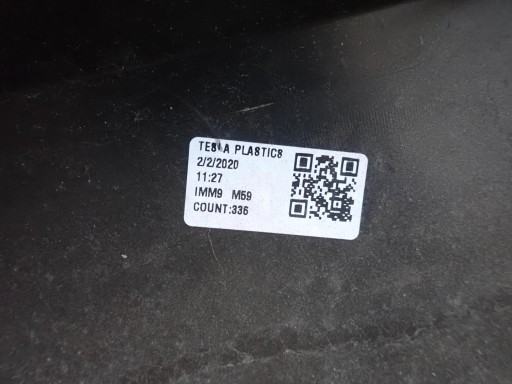 TESLA PLASTICS
2/2/2020
11:27
IMM9 M59
COUNT:336